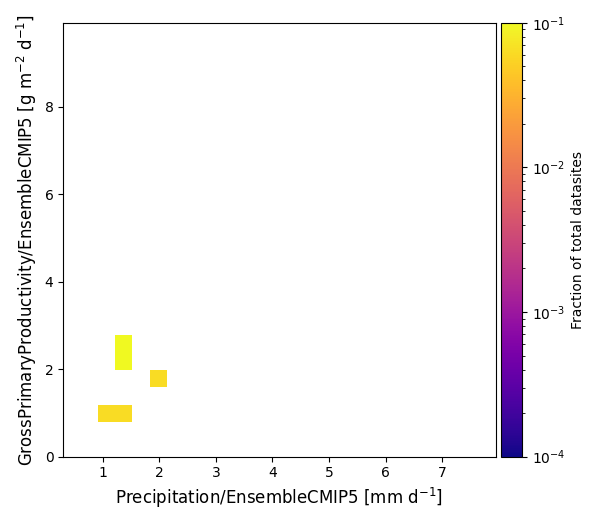 GrossPrimaryProductivity/EnsembleCMIP5 [g m⁻² d⁻¹]
8
6
4
2
0
1 2 3 4 5 6 7
Precipitation/EnsembleCMIP5 [mm d⁻¹]
10⁻¹
10⁻²
10⁻³
10⁻⁴
Fraction of total datasites